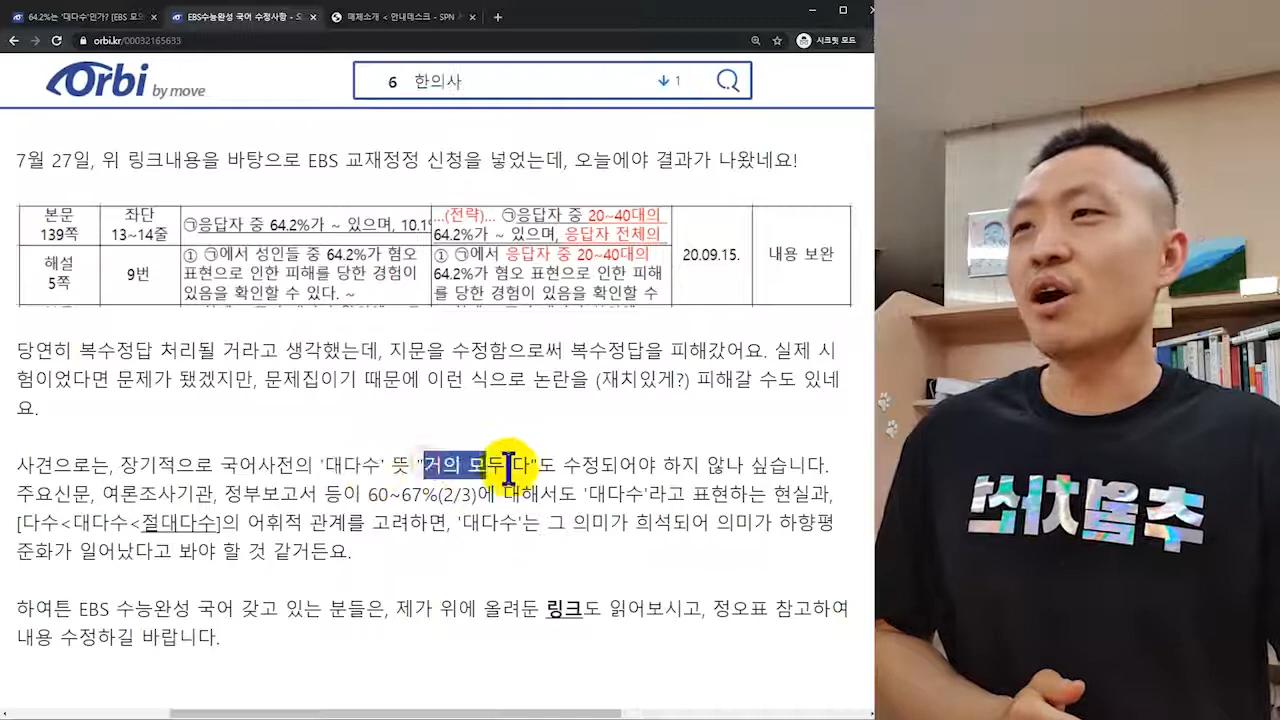 64.2%는 '대다수'인가? [EBS 모의
EBS수능완성 국어 수정사항 - 오
매체소개 < 안내데스크 - SPN
orbi.kr/00032165633
시크릿 모드
Orbi by move
6 한의사
1
7월 27일, 위 링크내용을 바탕으로 EBS 교재정정 신청을 넣었는데, 오늘에야 결과가 나왔네요!
본문
139쪽
좌단
13~14줄
㉠응답자 중 64.2%가 ~ 있으며, 10.1%
...(전략)... ㉠응답자 중 20~40대의
64.2%가 ~ 있으며, 응답자 전체의
해설
5쪽
9번
① ㉠에서 성인들 중 64.2%가 혐오
표현으로 인한 피해를 당한 경험이
있음을 확인할 수 있다. ~
① ㉠에서 응답자 중 20~40대의
64.2%가 혐오 표현으로 인한 피해
를 당한 경험이 있음을 확인할 수
20.09.15.
내용 보완
당연히 복수정답 처리될 거라고 생각했는데, 지문을 수정함으로써 복수정답을 피해갔어요. 실제 시
험이었다면 문제가 됐겠지만, 문제집이기 때문에 이런 식으로 논란을 (재치있게?) 피해갈 수도 있네
요.
사견으로는, 장기적으로 국어사전의 '대다수' 뜻 "거의 모두 다"도 수정되어야 하지 않나 싶습니다.
주요신문, 여론조사기관, 정부보고서 등이 60~67%(2/3)에 대해서도 '대다수'라고 표현하는 현실과,
[다수<대다수<절대다수]의 어휘적 관계를 고려하면, '대다수'는 그 의미가 희석되어 의미가 하향평
준화가 일어났다고 봐야 할 것 같거든요.
하여튼 EBS 수능완성 국어 갖고 있는 분들은, 제가 위에 올려둔 링크도 읽어보시고, 정오표 참고하여
내용 수정하길 바랍니다.
추월차선